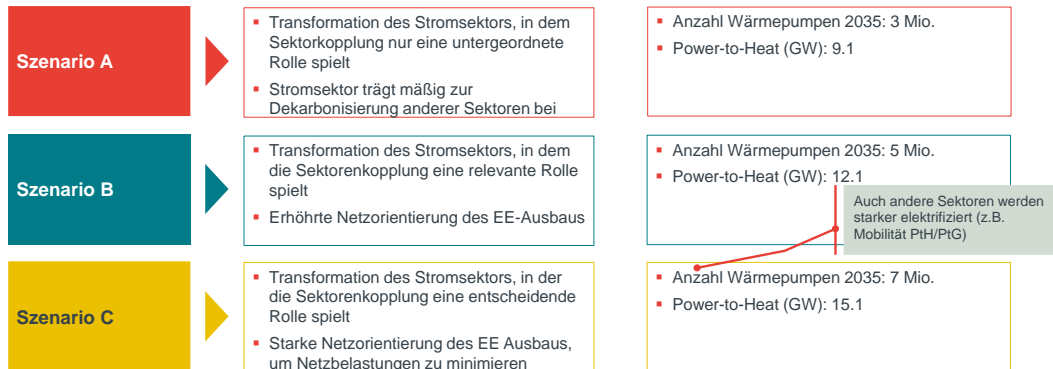 Szenario A
Transformation des Stromsektors, in dem
Sektorkopplung nur eine untergeordnete
Rolle spielt
Stromsektor trägt mäßig zur
Dekarbonisierung anderer Sektoren bei
Anzahl Wärmepumpen 2035: 3 Mio.
Power-to-Heat (GW): 9.1
Szenario B
Transformation des Stromsektors, in dem
die Sektorenkopplung eine relevante Rolle
spielt
Erhöhrte Netzorientierung des EE-Ausbaus
Anzahl Wärmepumpen 2035: 5 Mio.
Power-to-Heat (GW): 12.1
Auch andere Sektoren werden
starker elektrifiziert (z.B.
Mobilität PtH/PtG)
Szenario C
Transformation des Stromsektors, in der
die Sektorenkopplung eine entscheidende
Rolle spielt
Starke Netzorientierung des EE Ausbaus,
um Netzbelastungen zu minimieren
Anzahl Wärmepumpen 2035: 7 Mio.
Power-to-Heat (GW): 15.1